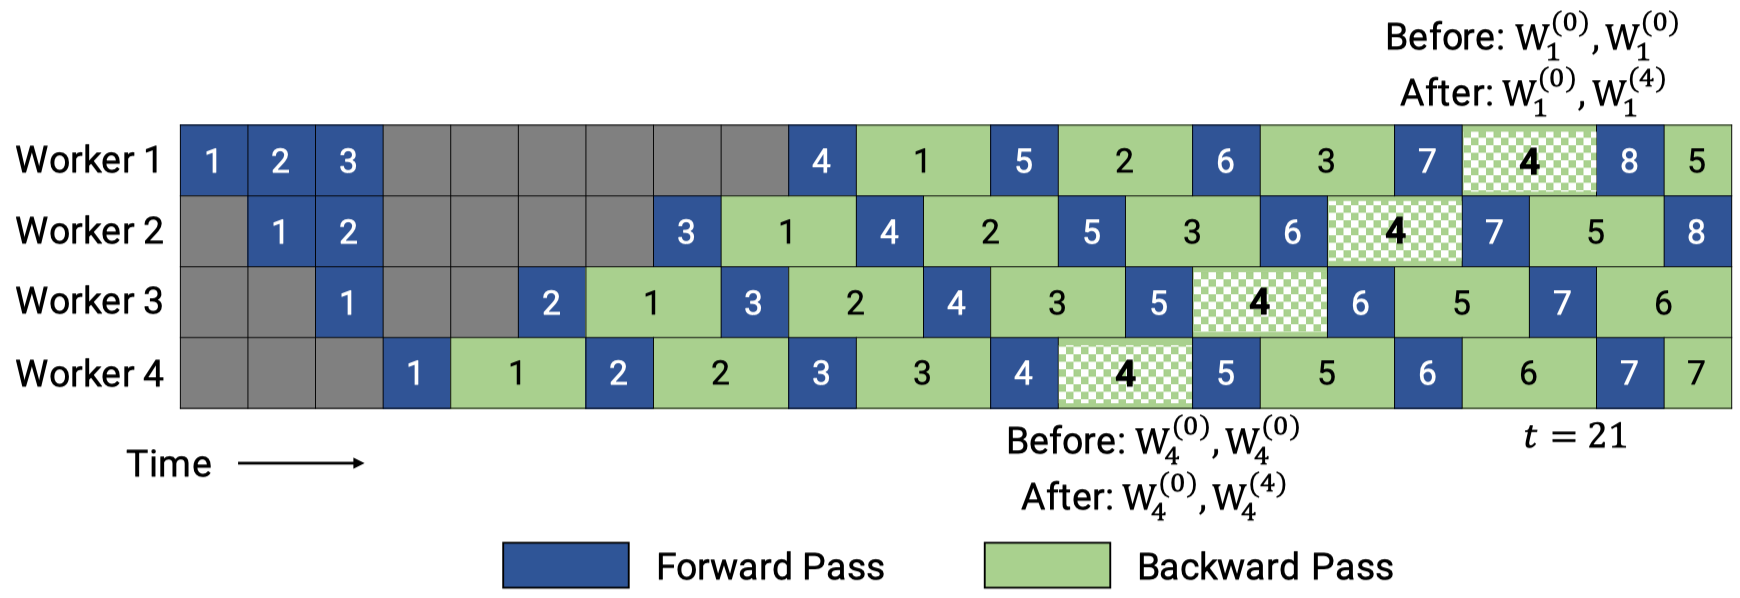 Before: W₁⁽⁰⁾, W₁⁽⁰⁾
After: W₁⁽⁰⁾, W₁⁽⁴⁾
Worker 1 1 2 3 4 1 5 2 6 3 7 4 8 5
Worker 2 1 2 3 1 4 2 5 3 6 4 7 5 8
Worker 3 1 2 1 3 2 4 3 5 4 6 5 7 6
Worker 4 1 1 2 2 3 3 4 4 5 5 6 6 7 7
Time
Before: W₄⁽⁰⁾, W₄⁽⁰⁾
After: W₄⁽⁰⁾, W₄⁽⁴⁾
t = 21
Forward Pass
Backward Pass